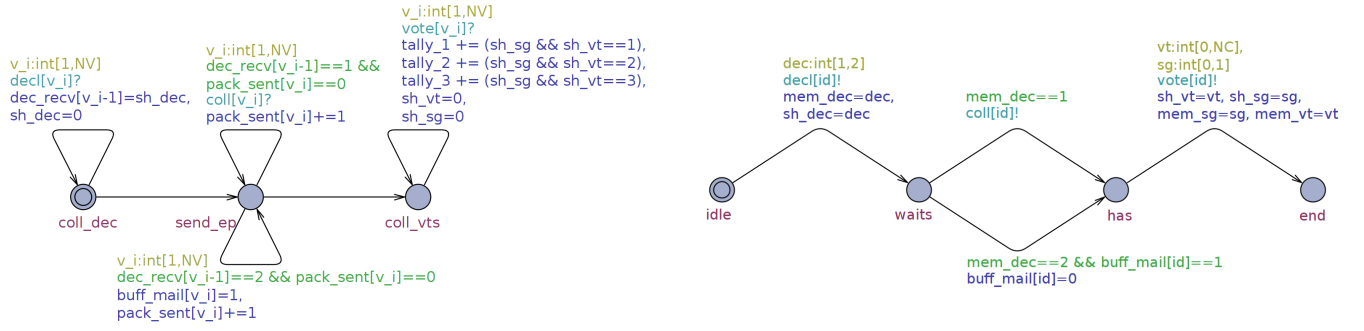 v_i:int[1,NV]
decl[v_i]?
dec_recv[v_i-1]=sh_dec,
sh_dec=0
coll_dec
v_i:int[1,NV]
dec_recv[v_i-1]==1 &&
pack_sent[v_i]==0
coll[v_i]?
pack_sent[v_i]+=1
send_ep
v_i:int[1,NV]
dec_recv[v_i-1]==2 && pack_sent[v_i]==0
buff_mail[v_i]=1,
pack_sent[v_i]+=1
v_i:int[1,NV]
vote[v_i]?
tally_1 += (sh_sg && sh_vt==1),
tally_2 += (sh_sg && sh_vt==2),
tally_3 += (sh_sg && sh_vt==3),
sh_vt=0,
sh_sg=0
coll_vts
dec:int[1,2]
decl[id]!
mem_dec=dec,
sh_dec=dec
idle
waits
mem_dec==1
coll[id]!
mem_dec==2 && buff_mail[id]==1
buff_mail[id]=0
has
vt:int[0,NC],
sg:int[0,1]
vote[id]!
sh_vt=vt, sh_sg=sg,
mem_sg=sg, mem_vt=vt
end